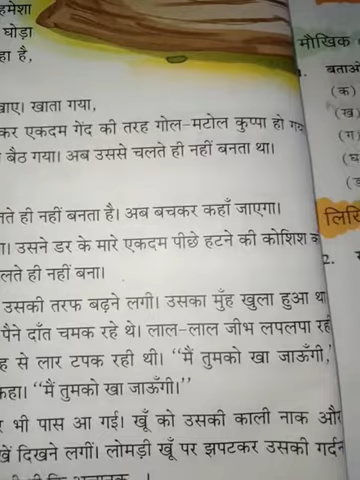 हमेशा
घोड़ा
हा है,
खाए। खाता गया,
कर एकदम गेंद की तरह गोल-मटोल कुप्पा हो गय
बैठ गया। अब उससे चलते ही नहीं बनता था।
नते ही नहीं बनता है। अब बचकर कहाँ जाएगा।
ा। उसने डर के मारे एकदम पीछे हटने की कोशिश क
लते ही नहीं बना।
उसकी तरफ बढ़ने लगी। उसका मुँह खुला हुआ था
पैने दाँत चमक रहे थे। लाल-लाल जीभ लपलपा रह
ह से लार टपक रही थी। “मैं तुमको खा जाऊँगी,
कहा। “मैं तुमको खा जाऊँगी।”
र भी पास आ गई। खूँ को उसकी काली नाक और
खें दिखने लगीं। लोमड़ी खूँ पर झपटकर उसकी गर्दन
मौखिक
1. बताओ
(क)
(ख)
(ग)
(घ
(ङ
लिखि
2.